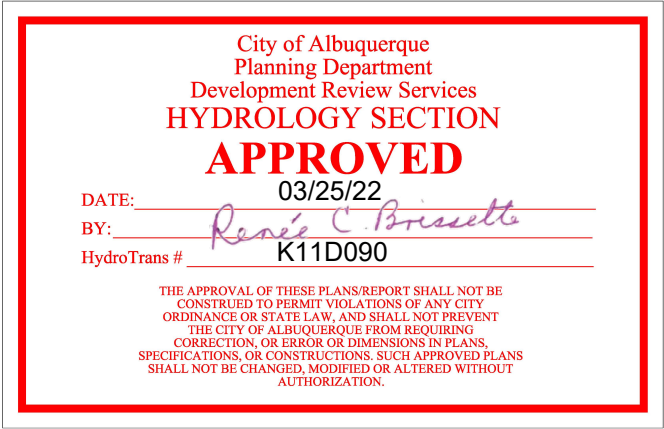 City of Albuquerque
Planning Department
Development Review Services
HYDROLOGY SECTION
APPROVED
DATE: 03/25/22
BY: Renée C. Brissette
HydroTrans # K11D090
THE APPROVAL OF THESE PLANS/REPORT SHALL NOT BE
CONSTRUED TO PERMIT VIOLATIONS OF ANY CITY
ORDINANCE OR STATE LAW, AND SHALL NOT PREVENT
THE CITY OF ALBUQUERQUE FROM REQUIRING
CORRECTION, OR ERROR OR DIMENSIONS IN PLANS,
SPECIFICATIONS, OR CONSTRUCTIONS. SUCH APPROVED PLANS
SHALL NOT BE CHANGED, MODIFIED OR ALTERED WITHOUT
AUTHORIZATION.